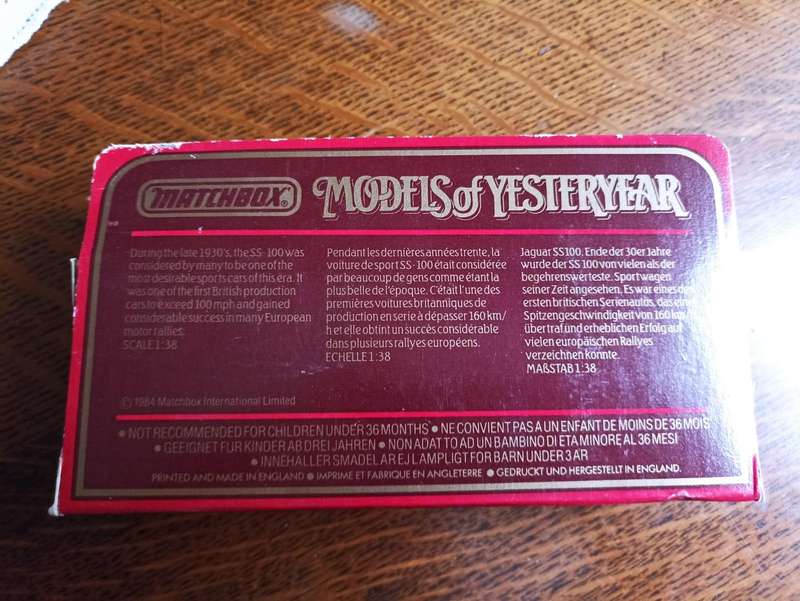 MATCHBOX®
MODELS of YESTERYEAR
During the late 1930's, the SS-100 was
considered by many to be one of the
most desirable sports cars of this era. It
was one of the first British production
cars to exceed 100 mph and gained
considerable success in many European
motor rallies.
SCALE 1:38
Pendant les dernières années trente, la
voiture de sport SS-100 était considérée
par beaucoup de gens comme étant la
plus belle de l'époque. C'était l'une des
premières voitures britanniques de
production en serie à dépasser 160 km/
h et elle obtint un succès considérable
dans plusieurs rallyes européens.
ECHELLE 1:38
Jaguar SS100. Ende der 30er Jahre
wurde der SS 100 von vielen als der
begehrenswerteste. Sportwagen
seiner Zeit angesehen. Es war eines des
ersten britischen Serienautos, das eine
Spitzengeschwindigkeit von 160 km/
übertraf und erheblichen Erfolg auf
vielen europäischen Rallyes
verzeichnen konnte.
MAßSTAB 1:38
© 1984 Matchbox International Limited
• NOT RECOMMENDED FOR CHILDREN UNDER 36 MONTHS • NE CONVIENT PAS A UN ENFANT DE MOINS DE 36 MOIS
• GEEIGNET FUR KINDER AB DREI JAHREN • NON ADATTO AD UN BAMBINO DI ETA MINORE AL 36 MESI
• INNEHALLER SMADELAR EJ LAMPLIGT FOR BARN UNDER 3 AR
PRINTED AND MADE IN ENGLAND • IMPRIME ET FABRIQUE EN ANGLETERRE • GEDRUCKT UND HERGESTELLT IN ENGLAND.